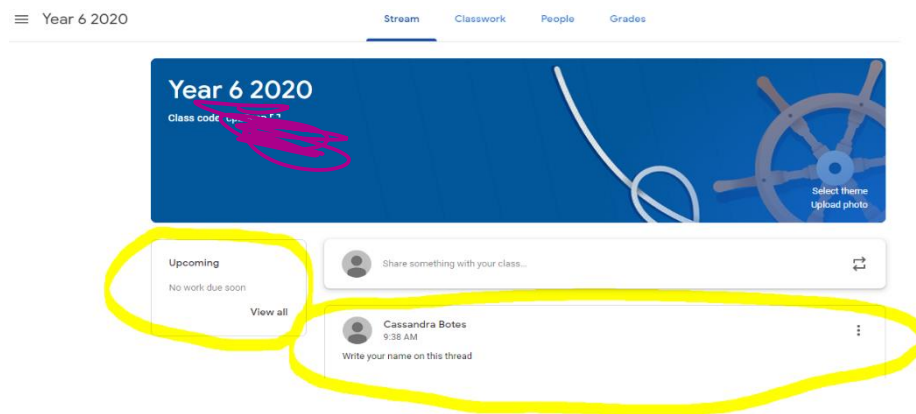 Year 6 2020
Stream Classwork People Grades
Year 6 2020
Class code
Select theme
Upload photo
Upcoming
No work due soon
View all
Share something with your class...
Cassandra Botes
9:38 AM
Write your name on this thread